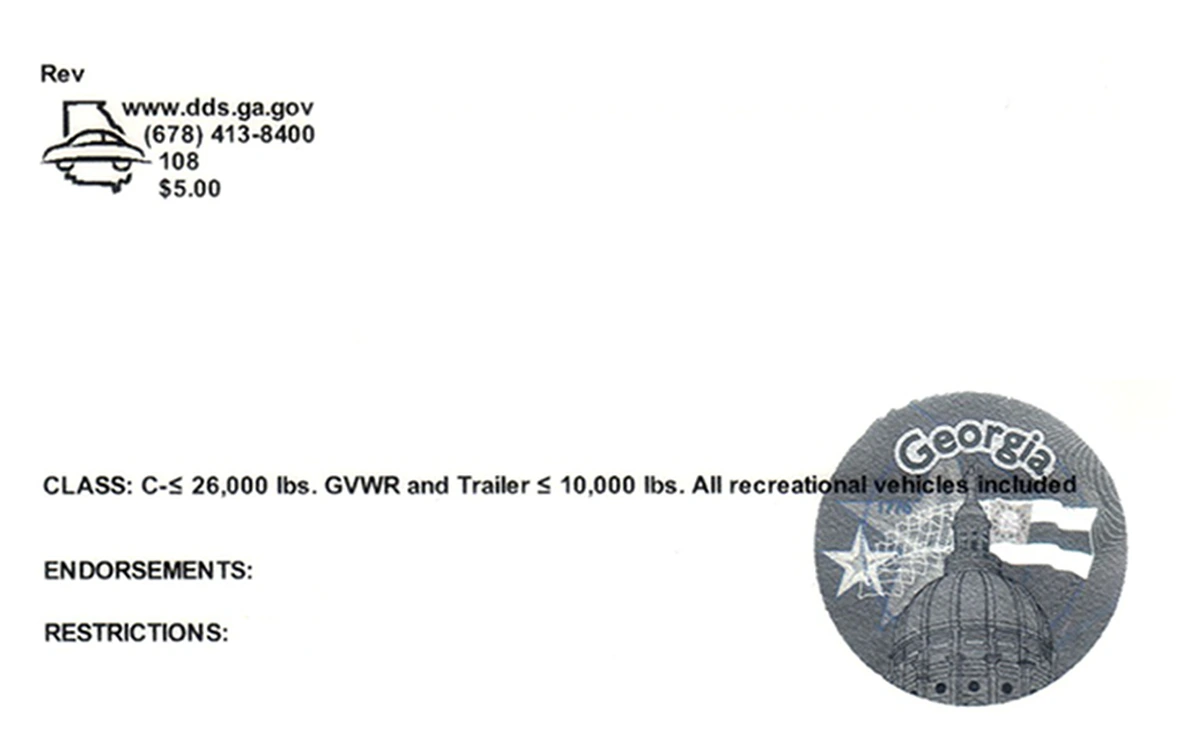 Rev
www.dds.ga.gov
(678) 413-8400
108
$5.00
Georgia
CLASS: C-≤ 26,000 lbs. GVWR and Trailer ≤ 10,000 lbs. All recreational vehicles included
1776
ENDORSEMENTS:
RESTRICTIONS: